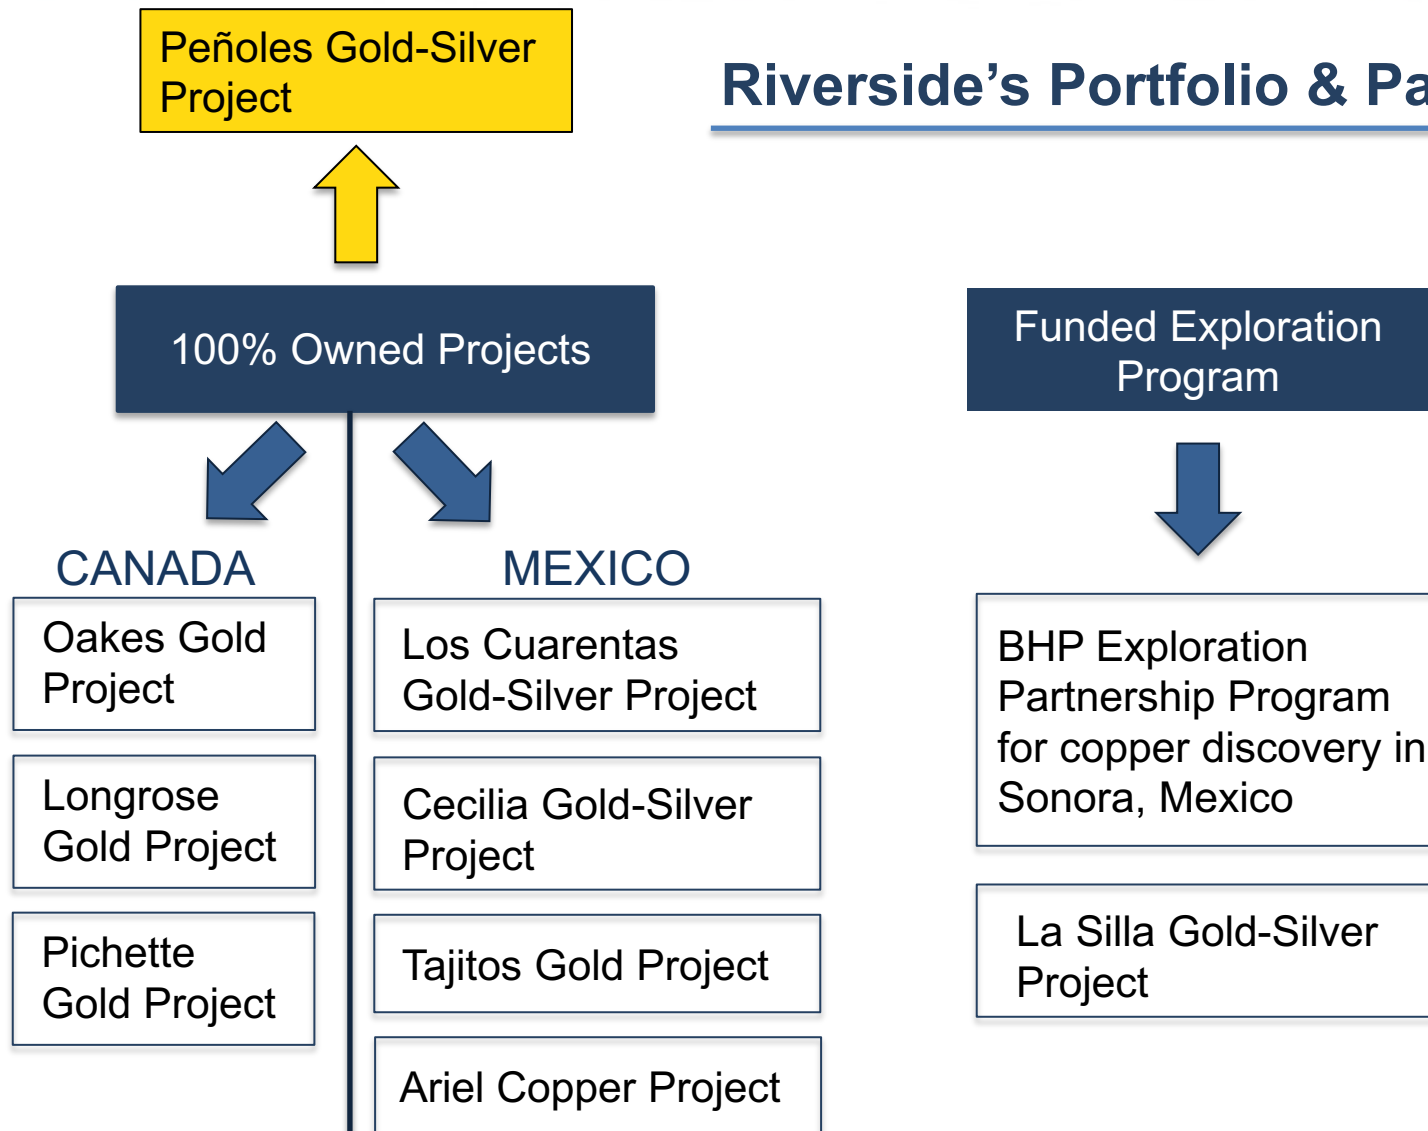 Peñoles Gold-Silver
Project
Riverside’s Portfolio &
100% Owned Projects
Funded Exploration
Program
CANADA
MEXICO
Oakes Gold
Project
Longrose
Gold Project
Pichette
Gold Project
Los Cuarentas
Gold-Silver Project
Cecilia Gold-Silver
Project
Tajitos Gold Project
Ariel Copper Project
BHP Exploration
Partnership Program
for copper discovery in
Sonora, Mexico
La Silla Gold-Silver
Project